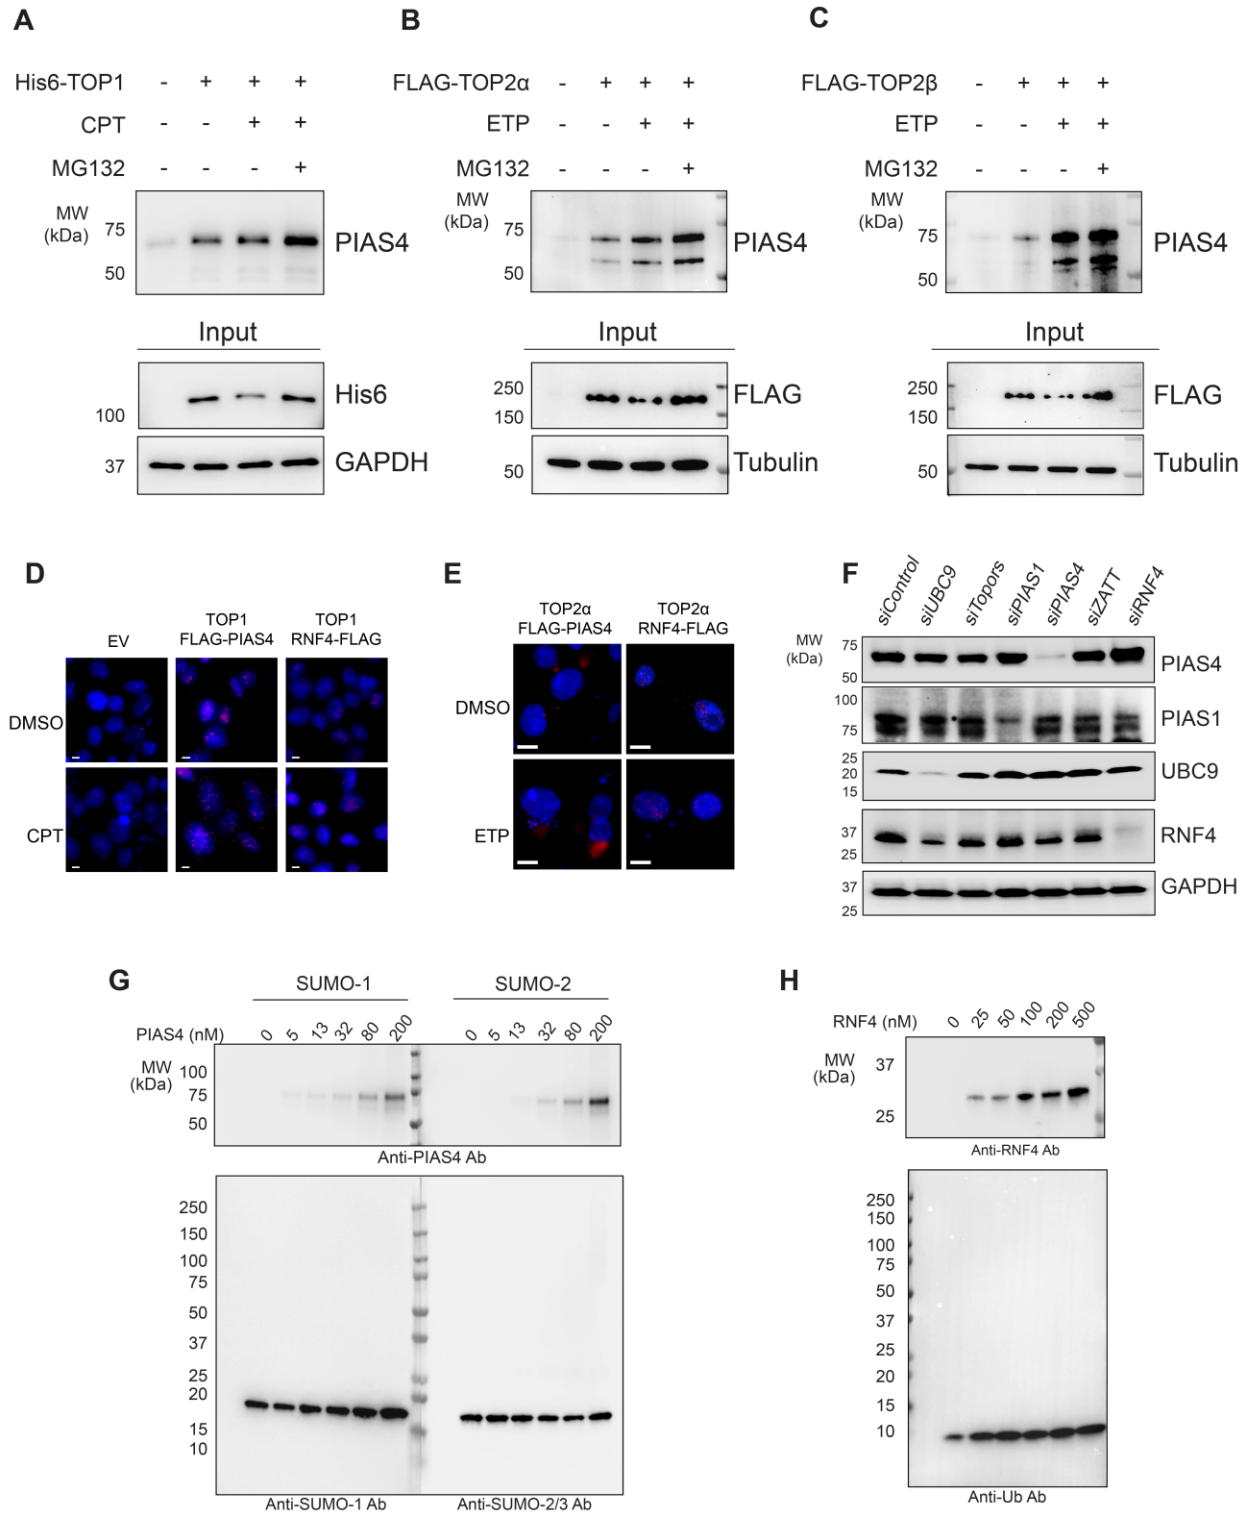 A
His6-TOP1 - + + +
CPT - - + +
MG132 - - - +
MW
(kDa)
75
50
PIAS4
Input
100
His6
37
GAPDH
B
FLAG-TOP2α - + + +
ETP - - + +
MG132 - - - +
MW
(kDa)
75
50
PIAS4
Input
250
150
FLAG
50
Tubulin
C
FLAG-TOP2β - + + +
ETP - - + +
MG132 - - - +
MW
(kDa)
75
50
PIAS4
Input
250
150
FLAG
50
Tubulin
D
EV
TOP1
FLAG-PIAS4
TOP1
RNF4-FLAG
DMSO
CPT
E
TOP2α
FLAG-PIAS4
TOP2α
RNF4-FLAG
DMSO
ETP
F
siControl siUBC9 siTopors siPIAS1 siPIAS4 siZATT siRNF4
MW
(kDa)
75
50
PIAS4
100
75
PIAS1
25
20
15
UBC9
37
25
RNF4
37
25
GAPDH
G
SUMO-1 SUMO-2
PIAS4 (nM) 0 5 13 32 80 200 0 5 13 32 80 200
MW
(kDa)
100
75
50
Anti-PIAS4 Ab
250
150
100
75
50
37
25
20
15
10
Anti-SUMO-1 Ab Anti-SUMO-2/3 Ab
H
RNF4 (nM) 0 25 50 100 200 500
MW
(kDa)
37
25
Anti-RNF4 Ab
250
150
100
75
50
37
25
20
15
10
Anti-Ub Ab